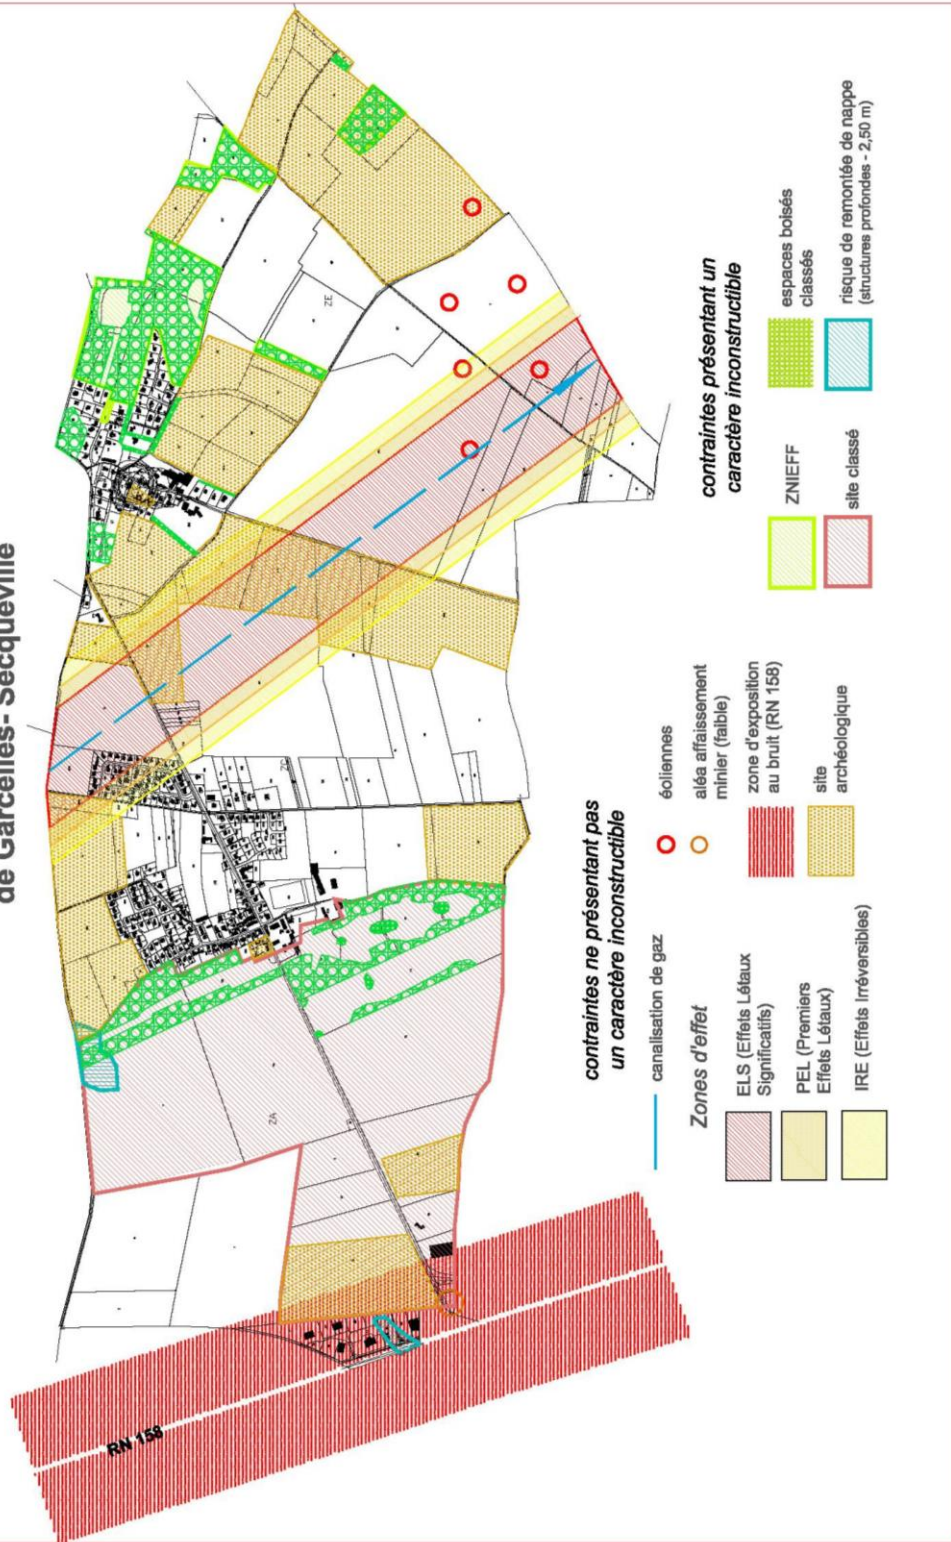 de Garcelles- Secqueville
RN 158
ZA
ZC
ZE
contraintes ne présentant pas
un caractère inconstructible
canalisation de gaz
Zones d'effet
ELS (Effets Létaux
Significatifs)
PEL (Premiers
Effets Létaux)
IRE (Effets Irréversibles)
éoliennes
aléa affaissement
minier (faible)
zone d'exposition
au bruit (RN 158)
site
archéologique
contraintes présentant un
caractère inconstructible
ZNIEFF
site classé
espaces boisés
classés
risque de remontée de nappe
(structures profondes - 2,50 m)